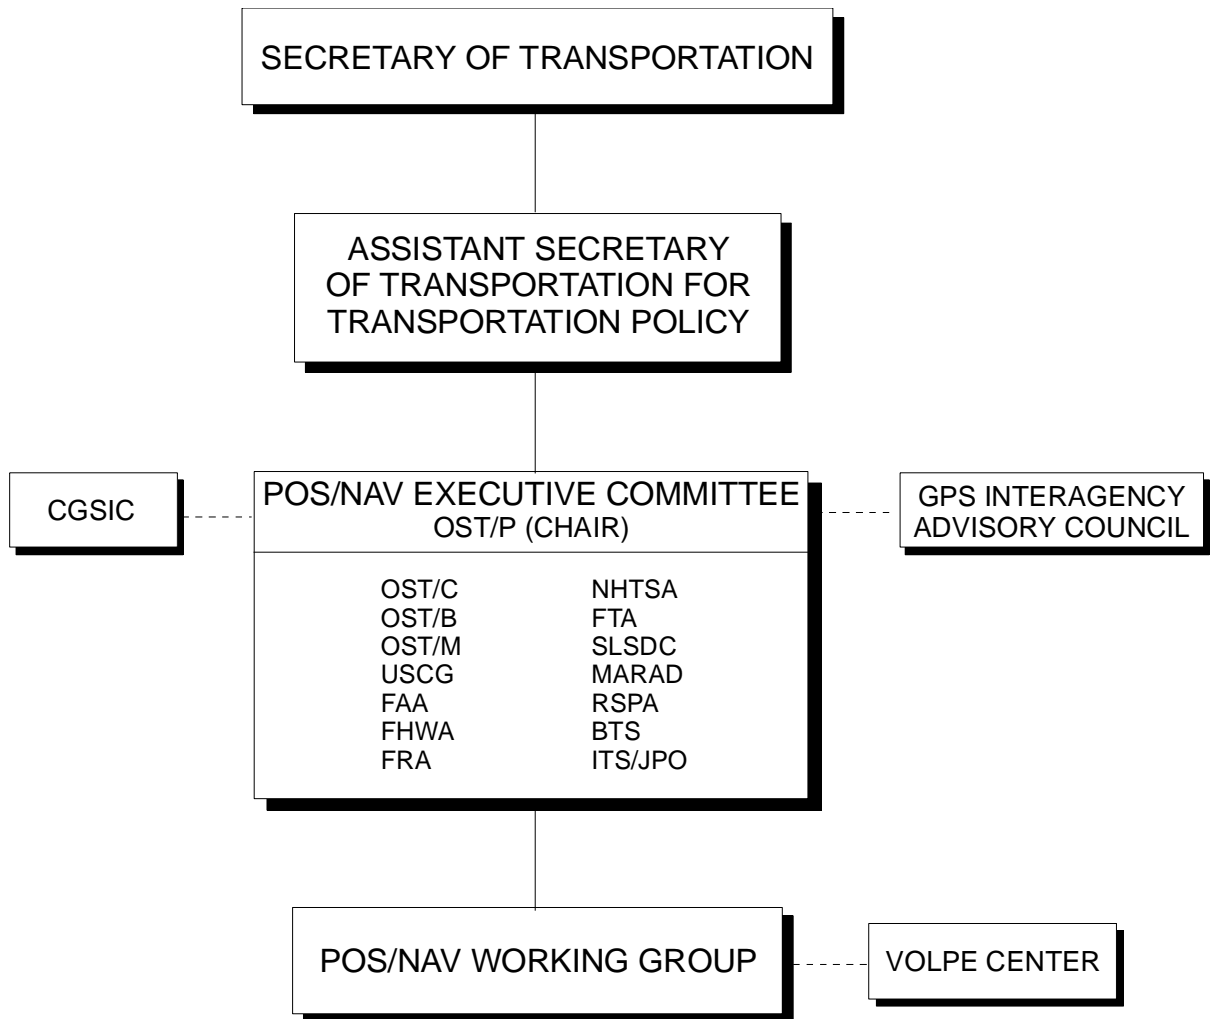 SECRETARY OF TRANSPORTATION
ASSISTANT SECRETARY
OF TRANSPORTATION FOR
TRANSPORTATION POLICY
CGSIC
POS/NAV EXECUTIVE COMMITTEE
OST/P (CHAIR)
GPS INTERAGENCY
ADVISORY COUNCIL
OST/C
OST/B
OST/M
USCG
FAA
FHWA
FRA
NHTSA
FTA
SLSDC
MARAD
RSPA
BTS
ITS/JPO
POS/NAV WORKING GROUP
VOLPE CENTER